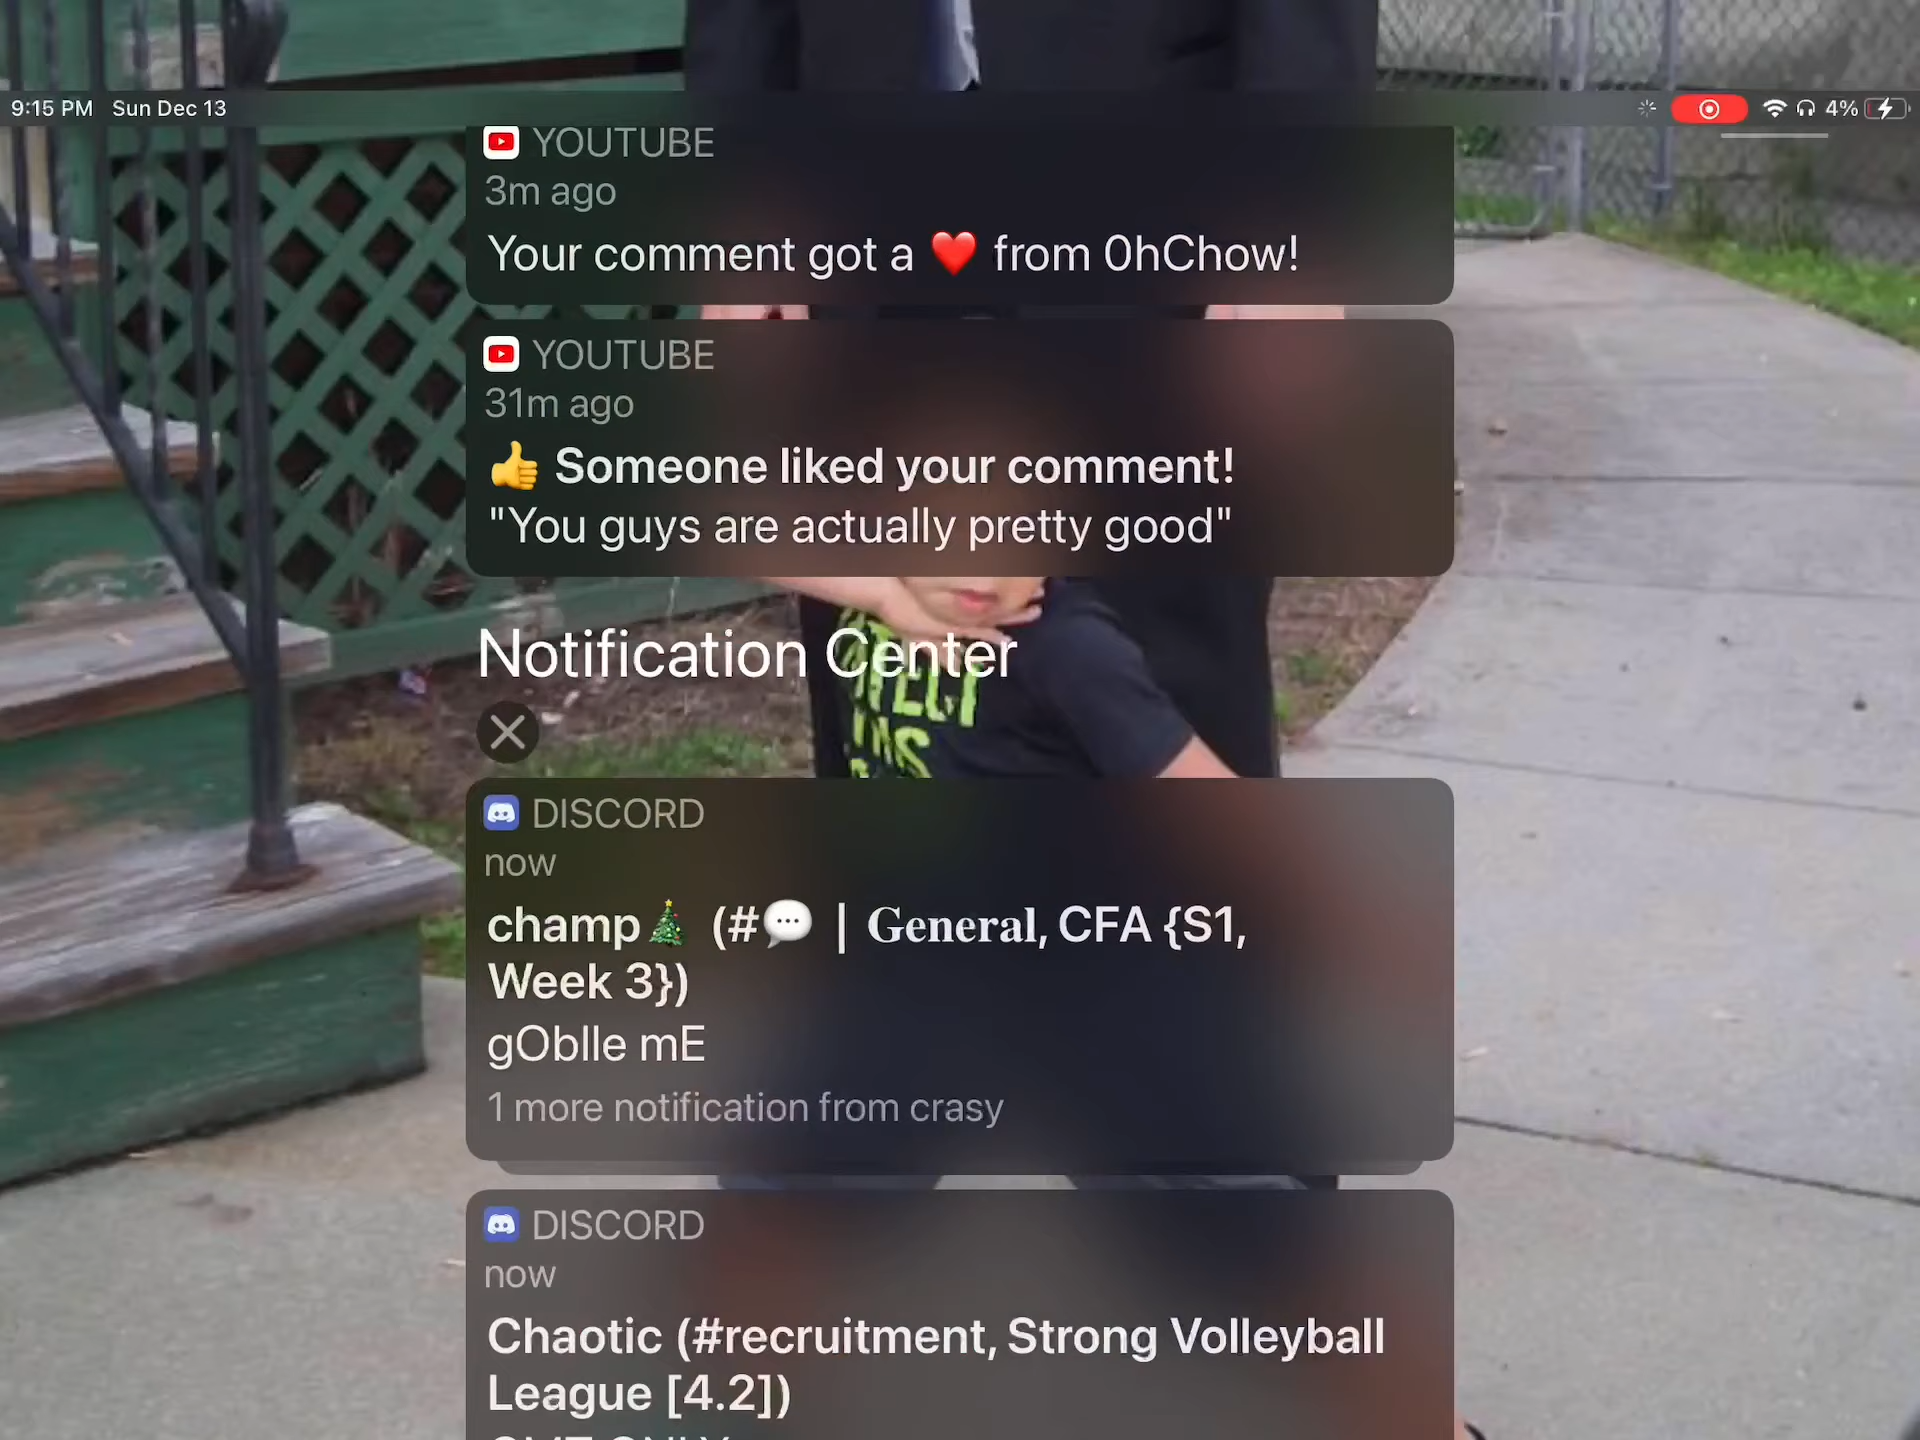 9:15 PM Sun Dec 13
4%
YOUTUBE
3m ago
Your comment got a ❤️ from 0hChow!
YOUTUBE
31m ago
👍 Someone liked your comment!
"You guys are actually pretty good"
Notification Center
DISCORD
now
champ🎄 (#💬 | 𝐆𝐞𝐧𝐞𝐫𝐚𝐥, CFA {S1,
Week 3})
gOblle mE
1 more notification from crasy
DISCORD
now
Chaotic (#recruitment, Strong Volleyball
League [4.2])